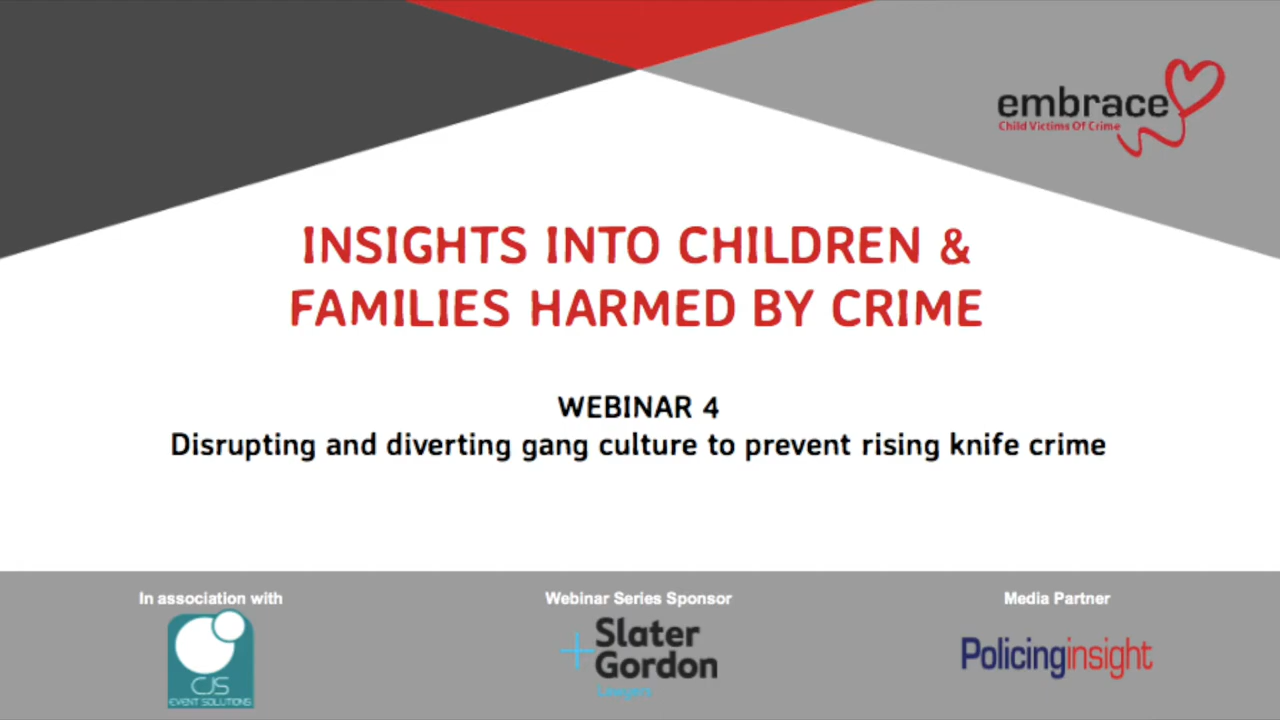 embrace
Child Victims Of Crime
INSIGHTS INTO CHILDREN &
FAMILIES HARMED BY CRIME
WEBINAR 4
Disrupting and diverting gang culture to prevent rising knife crime
In association with
CJS
EVENT SOLUTIONS
Webinar Series Sponsor
Slater
Gordon
Lawyers
Media Partner
Policinginsight